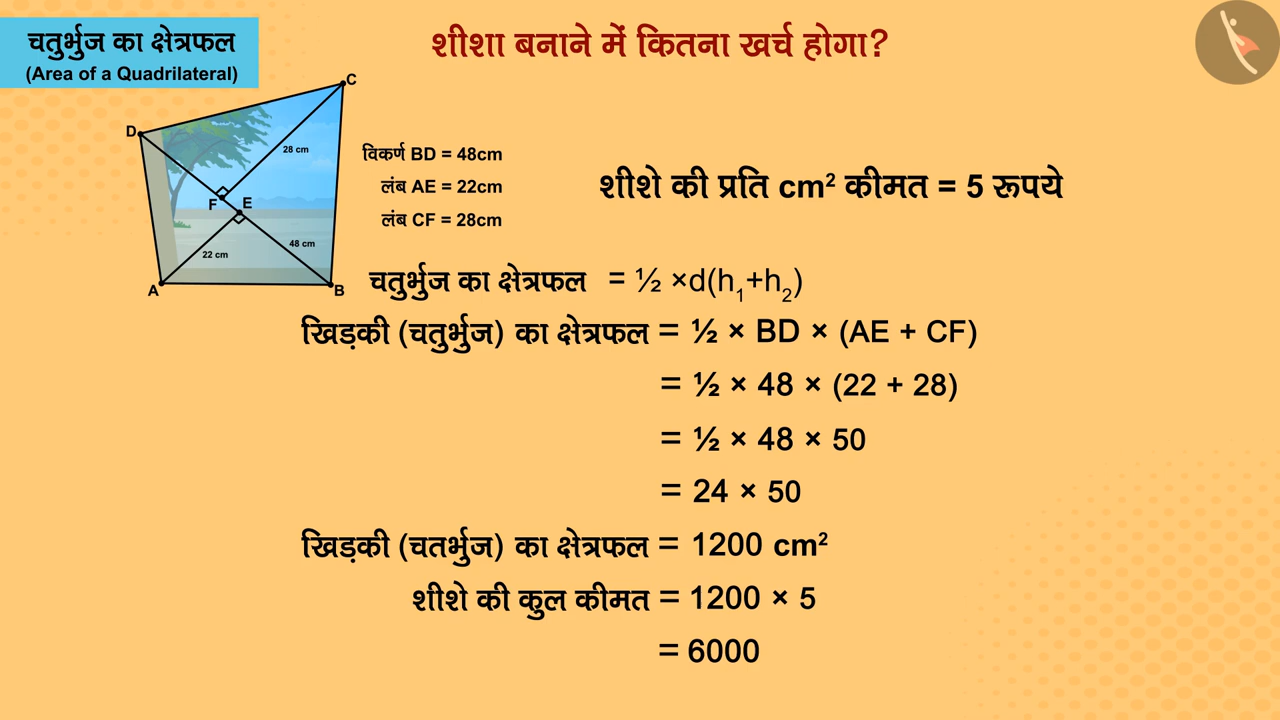 चतुर्भुज का क्षेत्रफल
(Area of a Quadrilateral)
शीशा बनाने में कितना खर्च होगा?
C
D
28 cm
F
E
48 cm
22 cm
A
B
विकर्ण BD = 48cm
लंब AE = 22cm
लंब CF = 28cm
शीशे की प्रति cm² कीमत = 5 रूपये
चतुर्भुज का क्षेत्रफल = ½ ×d(h₁+h₂)
खिड़की (चतुर्भुज) का क्षेत्रफल = ½ × BD × (AE + CF)
= ½ × 48 × (22 + 28)
= ½ × 48 × 50
= 24 × 50
खिड़की (चतर्भुज) का क्षेत्रफल = 1200 cm²
शीशे की कुल कीमत = 1200 × 5
= 6000